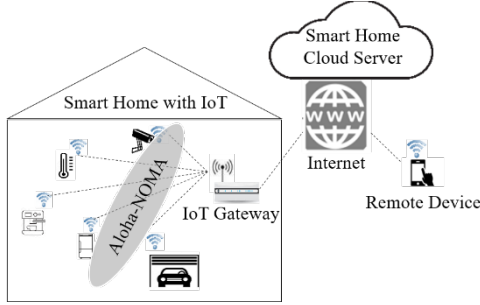 Smart Home
Cloud Server
Smart Home with IoT
WWW
Internet
Aloha-NOMA
IoT Gateway
Remote Device